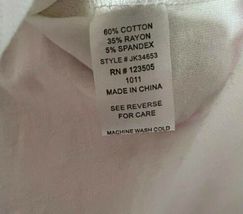 60% COTTON
35% RAYON
5% SPANDEX
STYLE # JK34653
RN # 123505
1011
MADE IN CHINA
SEE REVERSE
FOR CARE
MACHINE WASH COLD